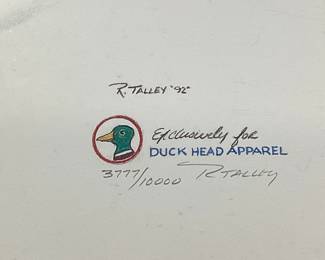 R. TALLEY '92"
Exclusively for
DUCK HEAD APPAREL
3777/10000 R TALLEY